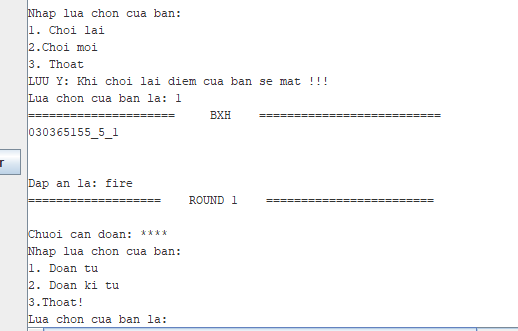 Nhap lua chon cua ban:
1. Choi lai
2.Choi moi
3. Thoat
LUU Y: Khi choi lai diem cua ban se mat !!!
Lua chon cua ban la: 1
===================== BXH ==========================
030365155_5_1
Dap an la: fire
=================== ROUND 1 ========================
Chuoi can doan: ****
Nhap lua chon cua ban:
1. Doan tu
2. Doan ki tu
3.Thoat!
Lua chon cua ban la: